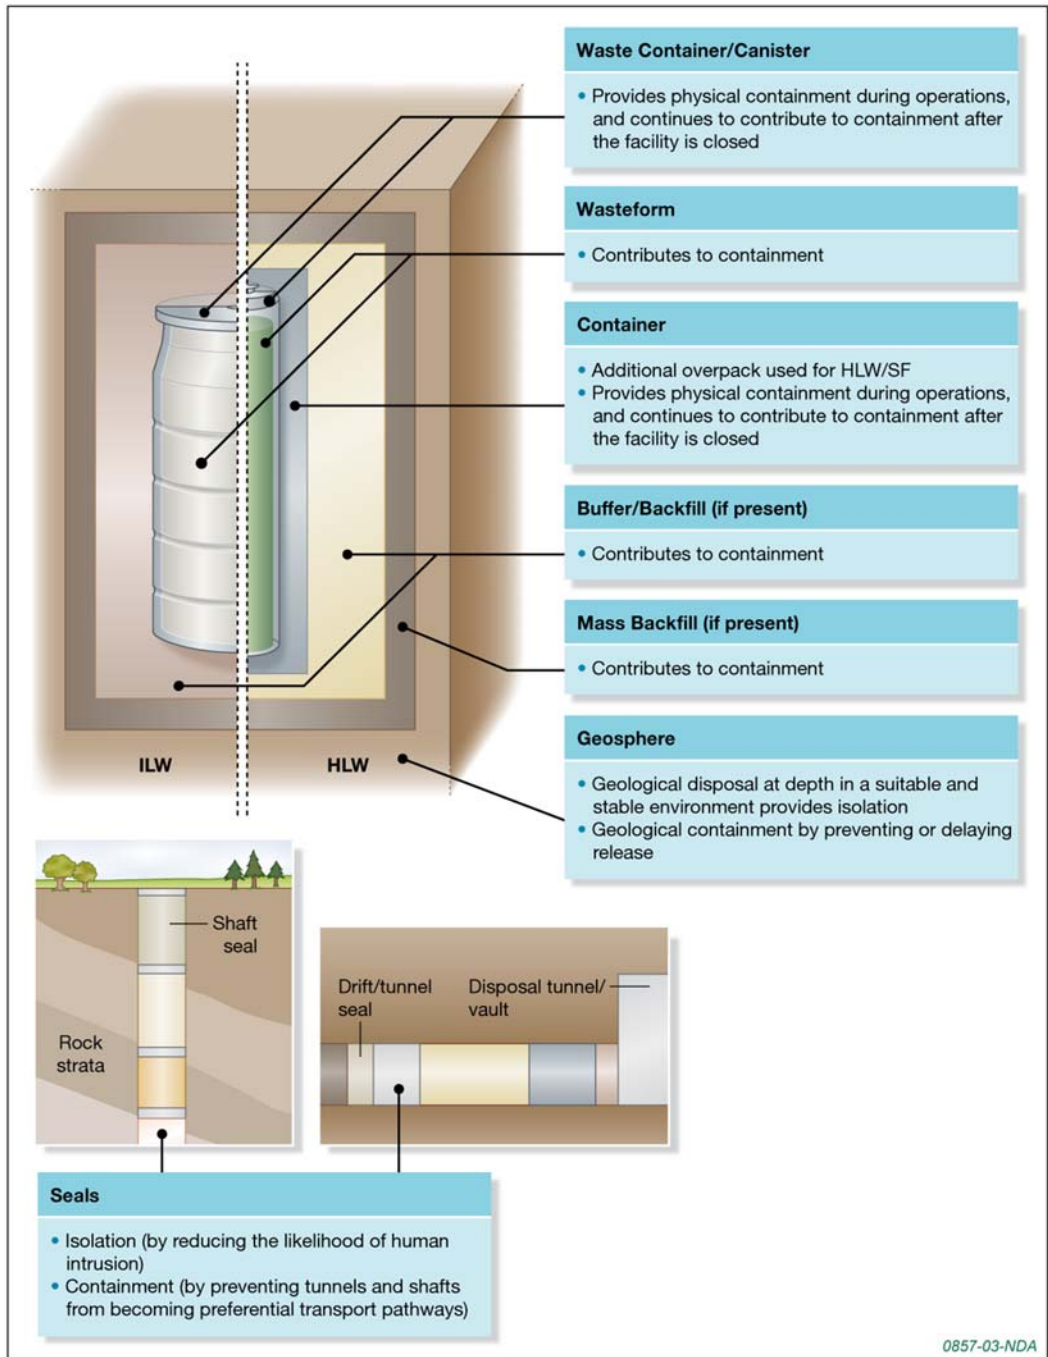 Waste Container/Canister
• Provides physical containment during operations,
and continues to contribute to containment after
the facility is closed
Wasteform
• Contributes to containment
Container
• Additional overpack used for HLW/SF
• Provides physical containment during operations,
and continues to contribute to containment after
the facility is closed
Buffer/Backfill (if present)
• Contributes to containment
Mass Backfill (if present)
• Contributes to containment
Geosphere
• Geological disposal at depth in a suitable and
stable environment provides isolation
• Geological containment by preventing or delaying
release
ILW
HLW
Shaft
seal
Rock
strata
Drift/tunnel
seal
Disposal tunnel/
vault
Seals
• Isolation (by reducing the likelihood of human
intrusion)
• Containment (by preventing tunnels and shafts
from becoming preferential transport pathways)
0857-03-NDA